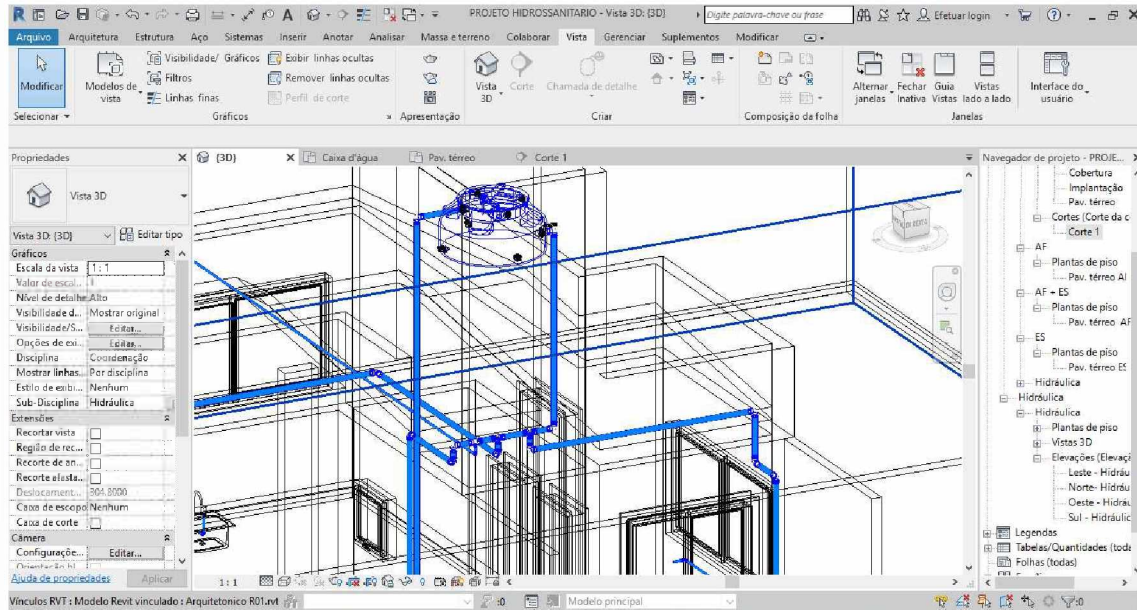 PROJETO HIDROSSANITARIO - Vista 3D: {3D}
Digite palavra-chave ou frase
Efetuar login
Arquivo Arquitetura Estrutura Aço Sistemas Inserir Anotar Analisar Massa e terreno Colaborar Vista Gerenciar Suplementos Modificar
Modificar
Modelos de vista
Visibilidade/ Gráficos
Filtros
Linhas finas
Exibir linhas ocultas
Remover linhas ocultas
Perfil de corte
Vista 3D
Corte
Chamada de detalhe
Alternar janelas
Fechar Inativa
Guia Vistas
Vistas lado a lado
Interface do usuário
Selecionar
Gráficos
Apresentação
Criar
Composição da folha
Janelas
Propriedades
{3D}
Caixa d'água
Pav. térreo
Corte 1
Navegador de projeto - PROJE...
Vista 3D
Vista 3D: {3D}
Editar tipo
Gráficos
Escala da vista 1 : 1
Valor de escal... 1
Nível de detalhe Alto
Visibilidade d... Mostrar original
Visibilidade/S... Editar...
Opções de exi... Editar...
Disciplina Coordenação
Mostrar linhas... Por disciplina
Estilo de exibi... Nenhum
Sub-Disciplina Hidráulica
Extensões
Recortar vista
Região de rec...
Recorte de an...
Recorte afasta...
Deslocament... 304.8000
Caixa de escopo Nenhum
Caixa de corte
Câmera
Configuraçõe... Editar...
Ajuda de propriedades
Aplicar
Cobertura
Implantação
Pav. térreo
Cortes (Corte da c
Corte 1
AF
Plantas de piso
Pav. térreo AI
AF + ES
Plantas de piso
Pav. térreo AF
ES
Plantas de piso
Pav. térreo ES
Hidráulica
Hidráulica
Hidráulica
Plantas de piso
Vistas 3D
Elevações (Elevaçã
Leste - Hidráu
Norte- Hidráu
Oeste - Hidráu
Sul - Hidráulic
Legendas
Tabelas/Quantidades (toda
Folhas (todas)
1 : 1
Vínculos RVT : Modelo Revit vinculado : Arquitetonico R01.rvt
:0
Modelo principal
:0